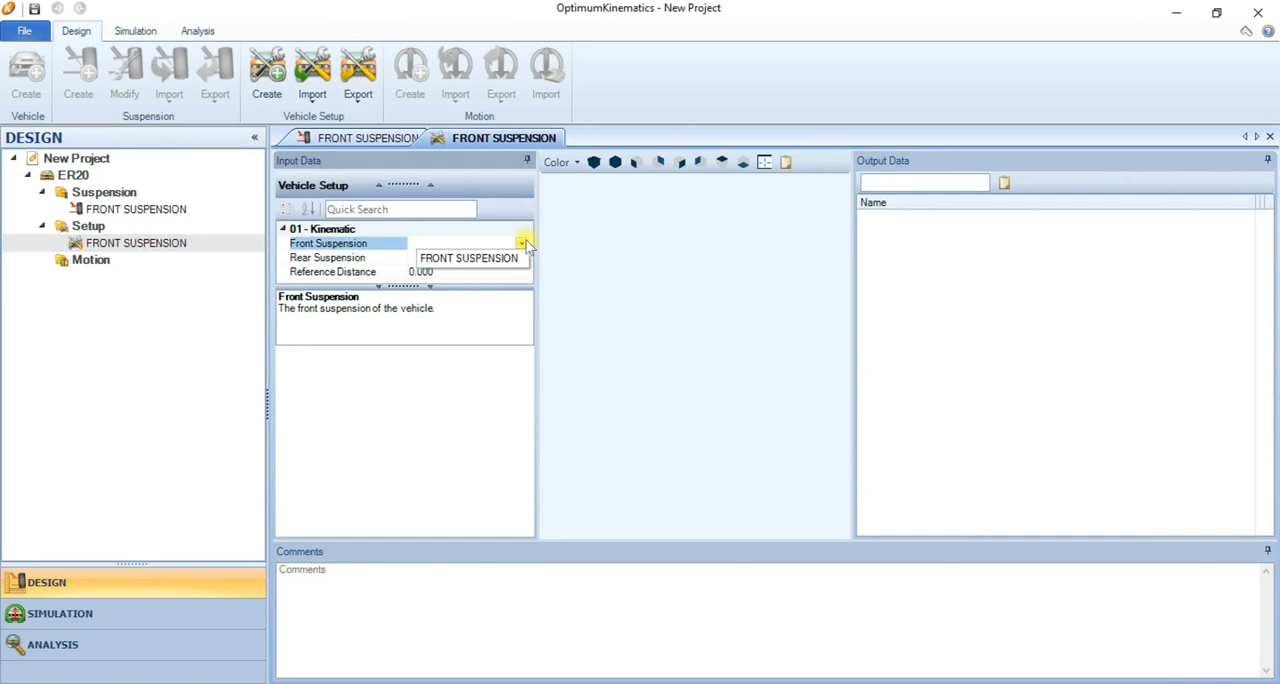 OptimumKinematics - New Project
File Design Simulation Analysis
Create Create Modify Import Export Create Import Export Create Import Export Import
Vehicle Suspension Vehicle Setup Motion
DESIGN
New Project
ER20
Suspension
FRONT SUSPENSION
Setup
FRONT SUSPENSION
Motion
DESIGN
SIMULATION
ANALYSIS
FRONT SUSPENSION FRONT SUSPENSION
Input Data
Vehicle Setup
Quick Search
01 - Kinematic
Front Suspension
Rear Suspension FRONT SUSPENSION
Reference Distance 0.000
Front Suspension
The front suspension of the vehicle.
Color
Output Data
Name
Comments
Comments